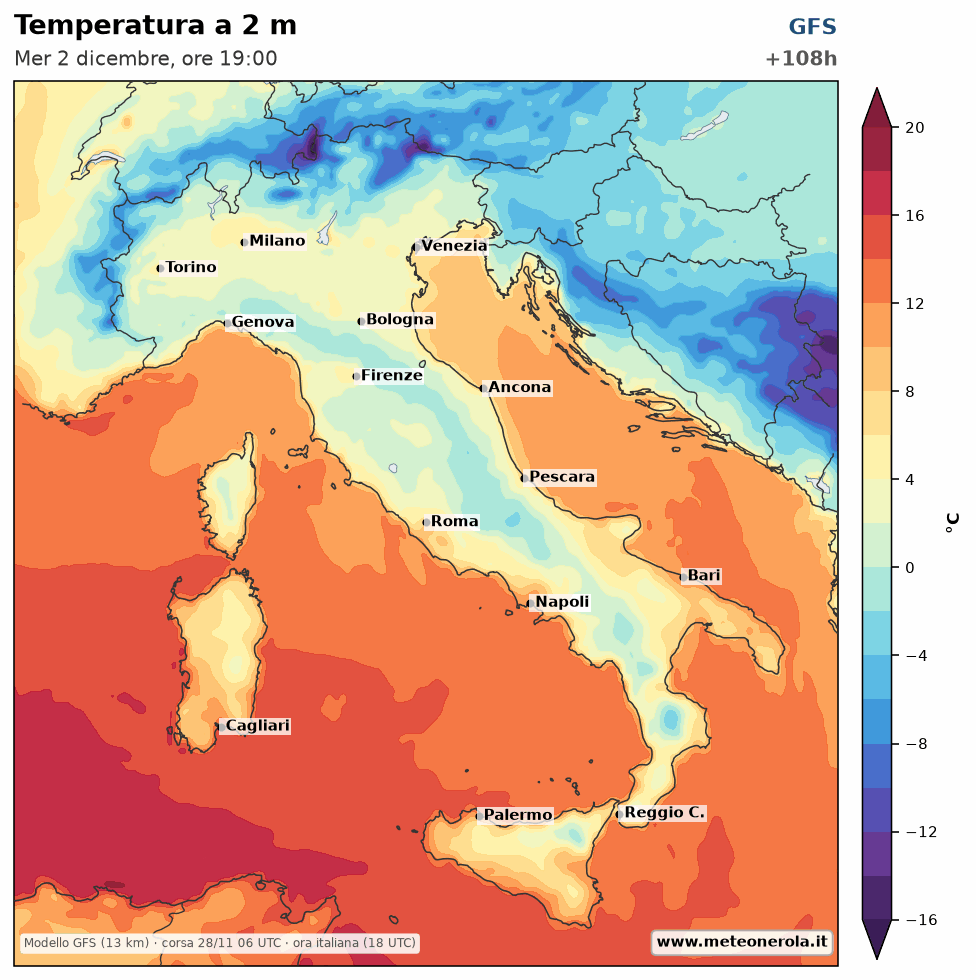 Temperatura a 2 m
GFS
Mer 2 dicembre, ore 19:00
+108h
Milano
Venezia
Torino
Genova
Bologna
Firenze
Ancona
Pescara
Roma
Bari
Napoli
Cagliari
Palermo
Reggio C.
20
16
12
8
4
0
−4
−8
−12
−16
°C
Modello GFS (13 km) · corsa 28/11 06 UTC · ora italiana (18 UTC)
www.meteonerola.it